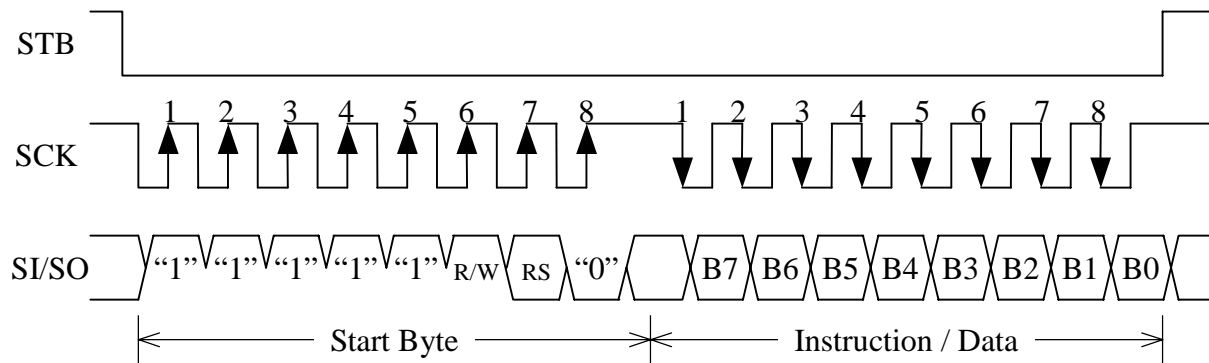 STB
1 2 3 4 5 6 7 8 1 2 3 4 5 6 7 8
SCK
SI/SO “1” “1” “1” “1” “1” R/W RS “0” B7 B6 B5 B4 B3 B2 B1 B0
Start Byte Instruction / Data